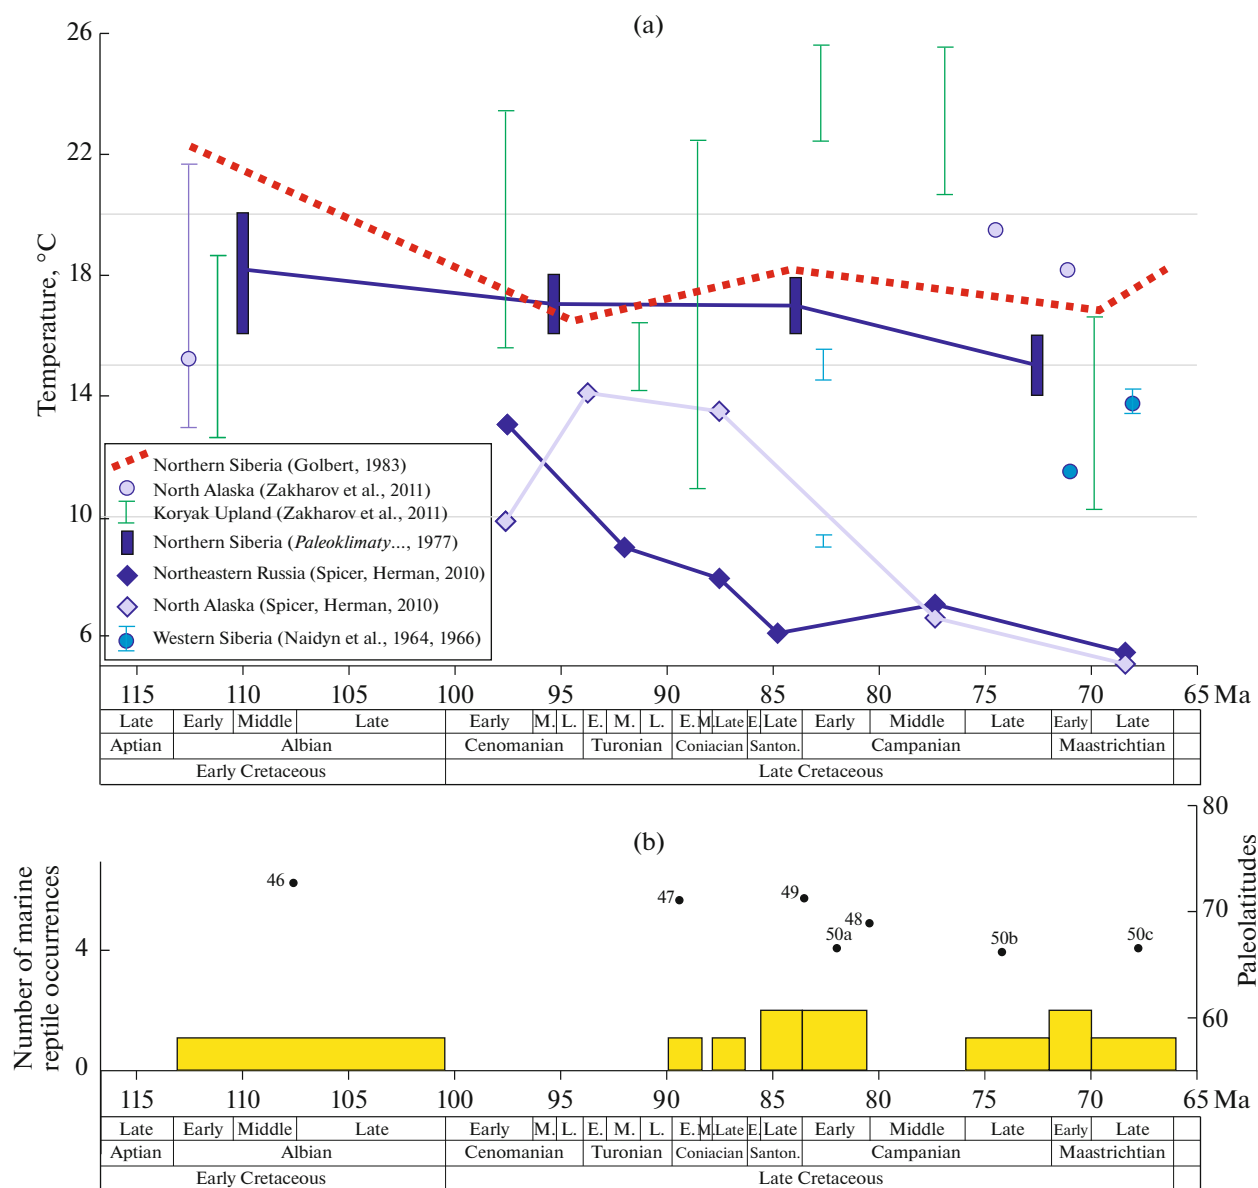 (a)
26
22
18
14
10
6
Temperature, °C
Northern Siberia (Golbert, 1983)
North Alaska (Zakharov et al., 2011)
Koryak Upland (Zakharov et al., 2011)
Northern Siberia (Paleoklimaty..., 1977)
Northeastern Russia (Spicer, Herman, 2010)
North Alaska (Spicer, Herman, 2010)
Western Siberia (Naidyn et al., 1964, 1966)
115 110 105 100 95 90 85 80 75 70 65 Ma
Late Early Middle Late Early M. L. E. M. L. E. M. Late E. Late Early Middle Late Early Late
Aptian Albian Cenomanian Turonian Coniacian Santon. Campanian Maastrichtian
Early Cretaceous Late Cretaceous
(b)
Number of marine
reptile occurrences
4
0
46
47
49
48
50a
50b
50c
80
70
60
Paleolatitudes
115 110 105 100 95 90 85 80 75 70 65 Ma
Late Early Middle Late Early M. L. E. M. L. E. M. Late E. Late Early Middle Late Early Late
Aptian Albian Cenomanian Turonian Coniacian Santon. Campanian Maastrichtian
Early Cretaceous Late Cretaceous